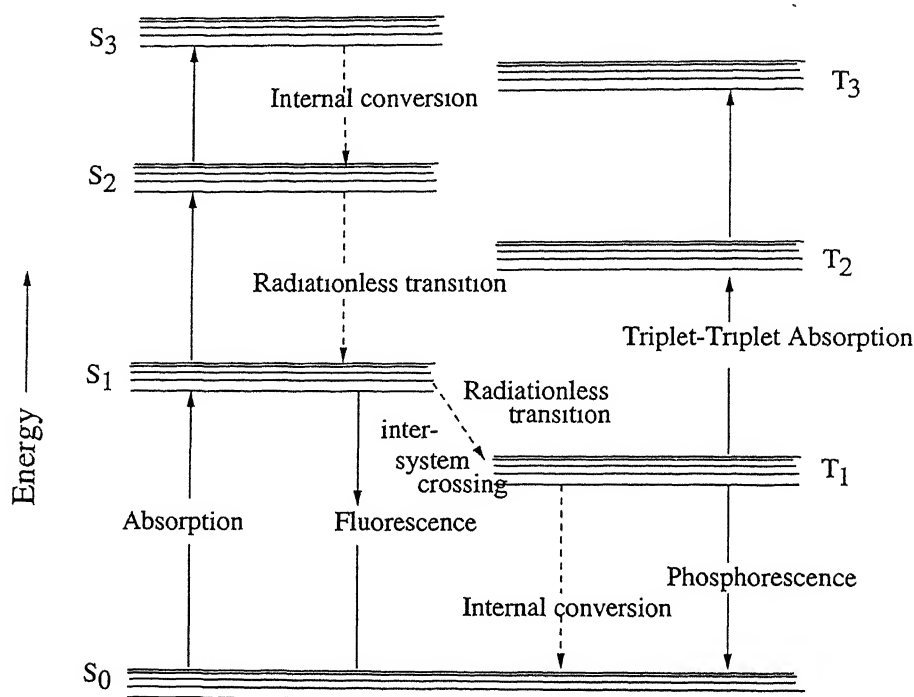 S3
Internal conversion
T3
S2
T2
Radiationless transition
Triplet-Triplet Absorption
S1
Radiationless
transition
inter-
system
crossing
T1
Energy
Absorption
Fluorescence
Phosphorescence
Internal conversion
S0